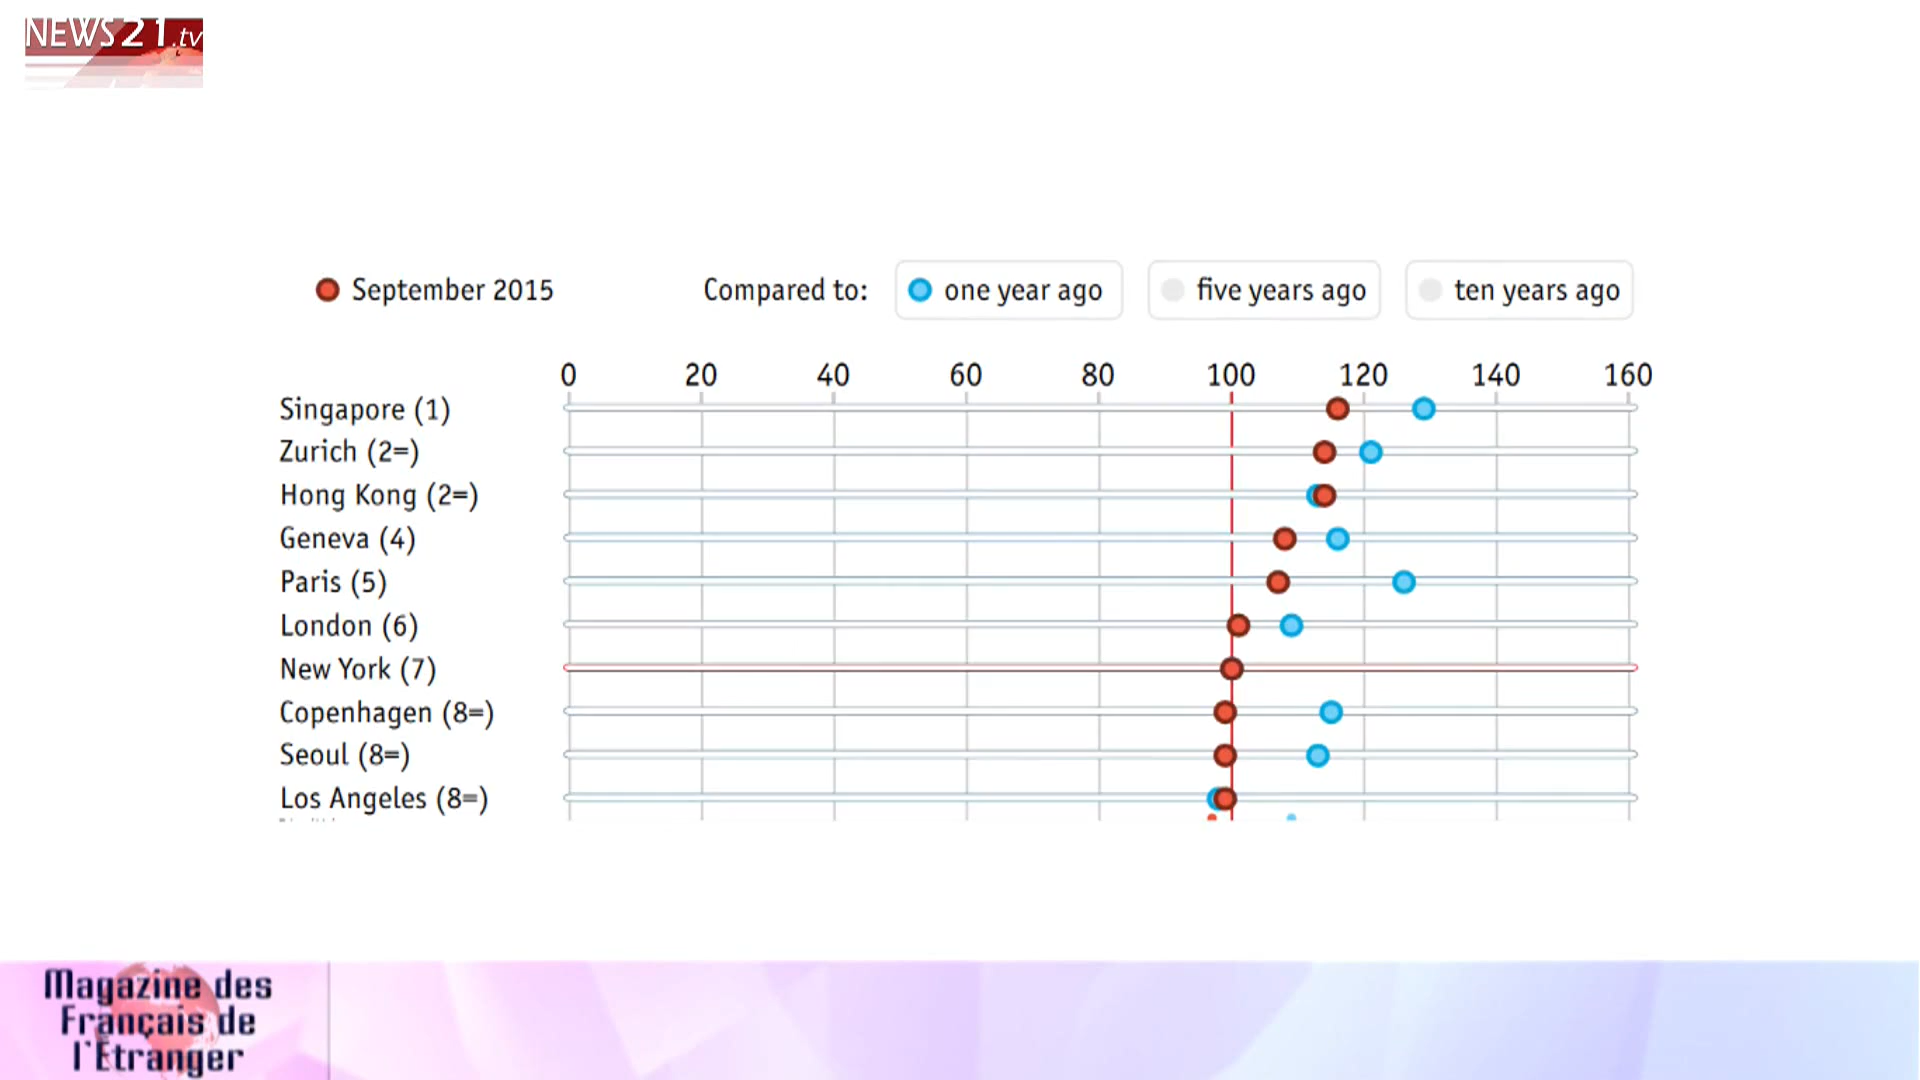 NEWS21.tv
September 2015 Compared to: one year ago five years ago ten years ago
0 20 40 60 80 100 120 140 160
Singapore (1)
Zurich (2=)
Hong Kong (2=)
Geneva (4)
Paris (5)
London (6)
New York (7)
Copenhagen (8=)
Seoul (8=)
Los Angeles (8=)
Magazine des
Français de
l'Etranger